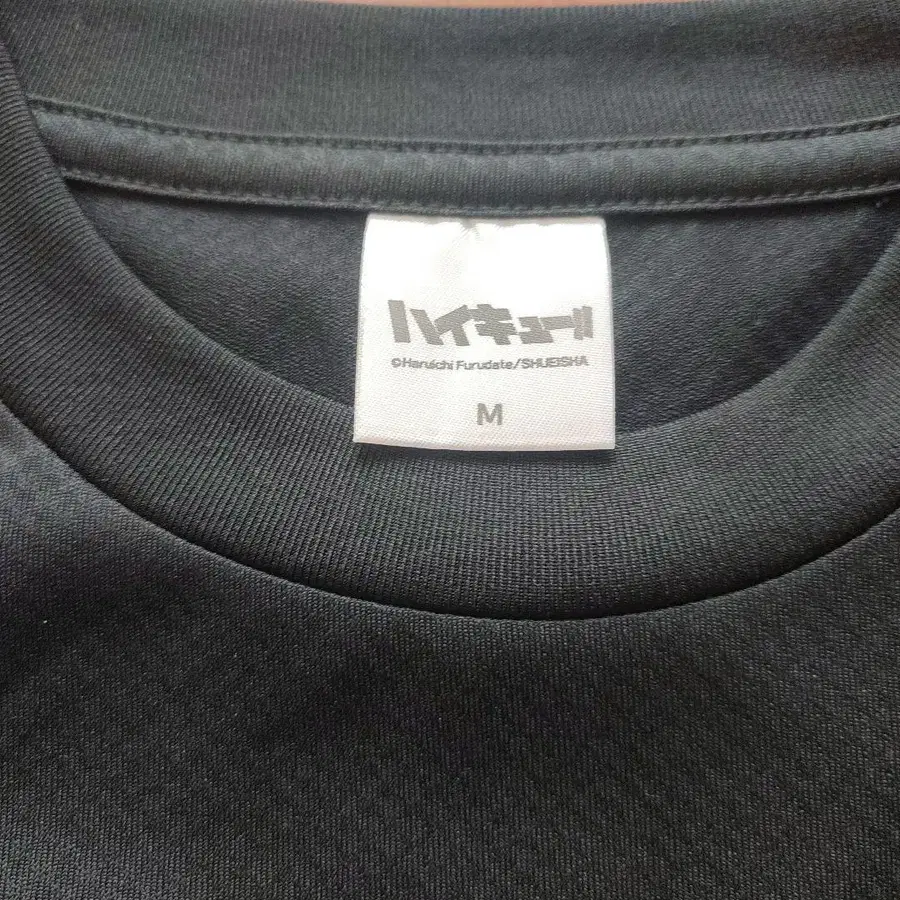 ハイキュー!!
©Haruichi Furudate/SHUEISHA
M